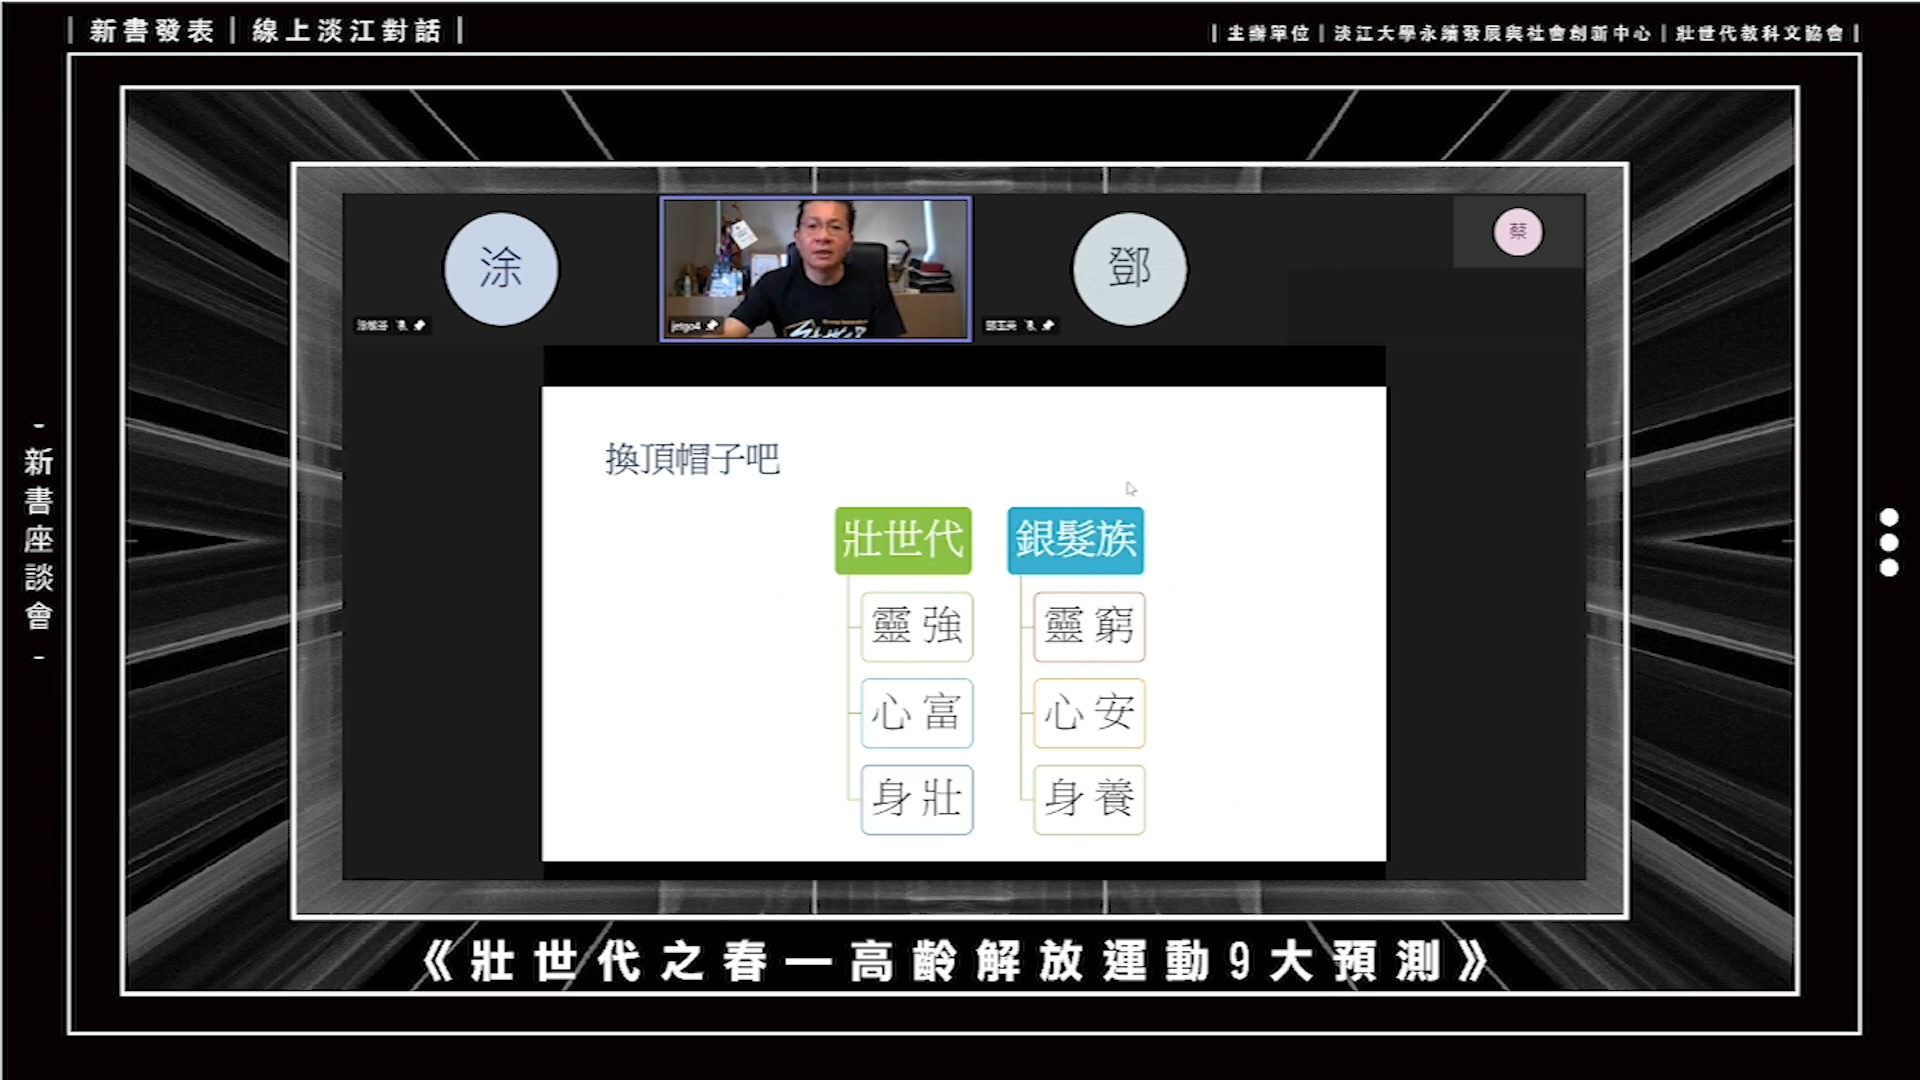 | 新書發表 | 線上淡江對話 |
| 主辦單位 | 淡江大學永續發展與社會創新中心 | 壯世代教科文協會 |
- 新書座談會 -
涂
鄧
蔡
jetgo4
換頂帽子吧
壯世代 銀髮族
靈強 靈窮
心富 心安
身壯 身養
《壯世代之春—高齡解放運動9大預測》